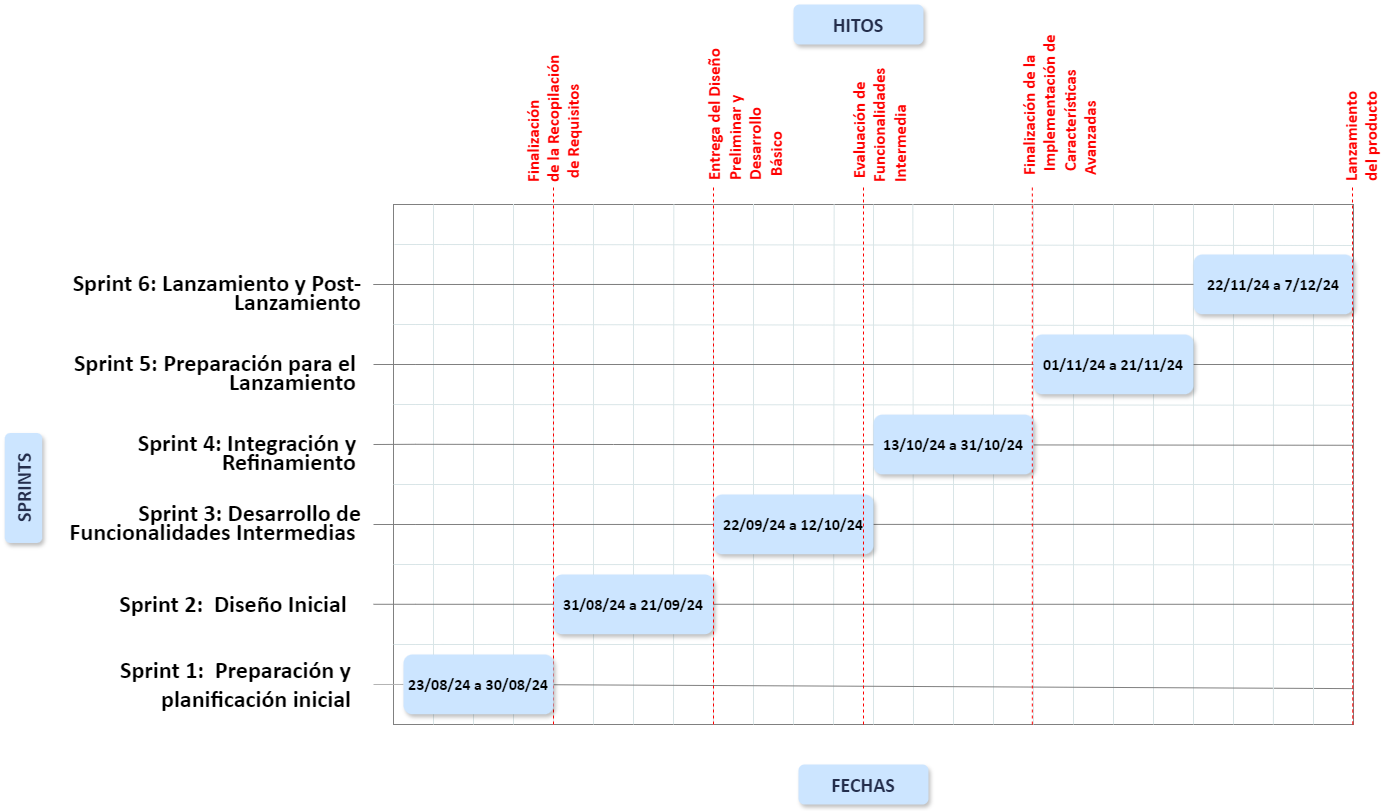 HITOS
Finalización
de la Recopilación
de Requisitos
Entrega del Diseño
Preliminar y
Desarrollo
Básico
Evaluación de
Funcionalidades
Intermedia
Finalización de la
Implementación de
Características
Avanzadas
Lanzamiento
del producto
Sprint 6: Lanzamiento y Post-
Lanzamiento
22/11/24 a 7/12/24
Sprint 5: Preparación para el
Lanzamiento
01/11/24 a 21/11/24
Sprint 4: Integración y
Refinamiento
13/10/24 a 31/10/24
SPRINTS
Sprint 3: Desarrollo de
Funcionalidades Intermedias
22/09/24 a 12/10/24
Sprint 2: Diseño Inicial
31/08/24 a 21/09/24
Sprint 1: Preparación y
planificación inicial
23/08/24 a 30/08/24
FECHAS